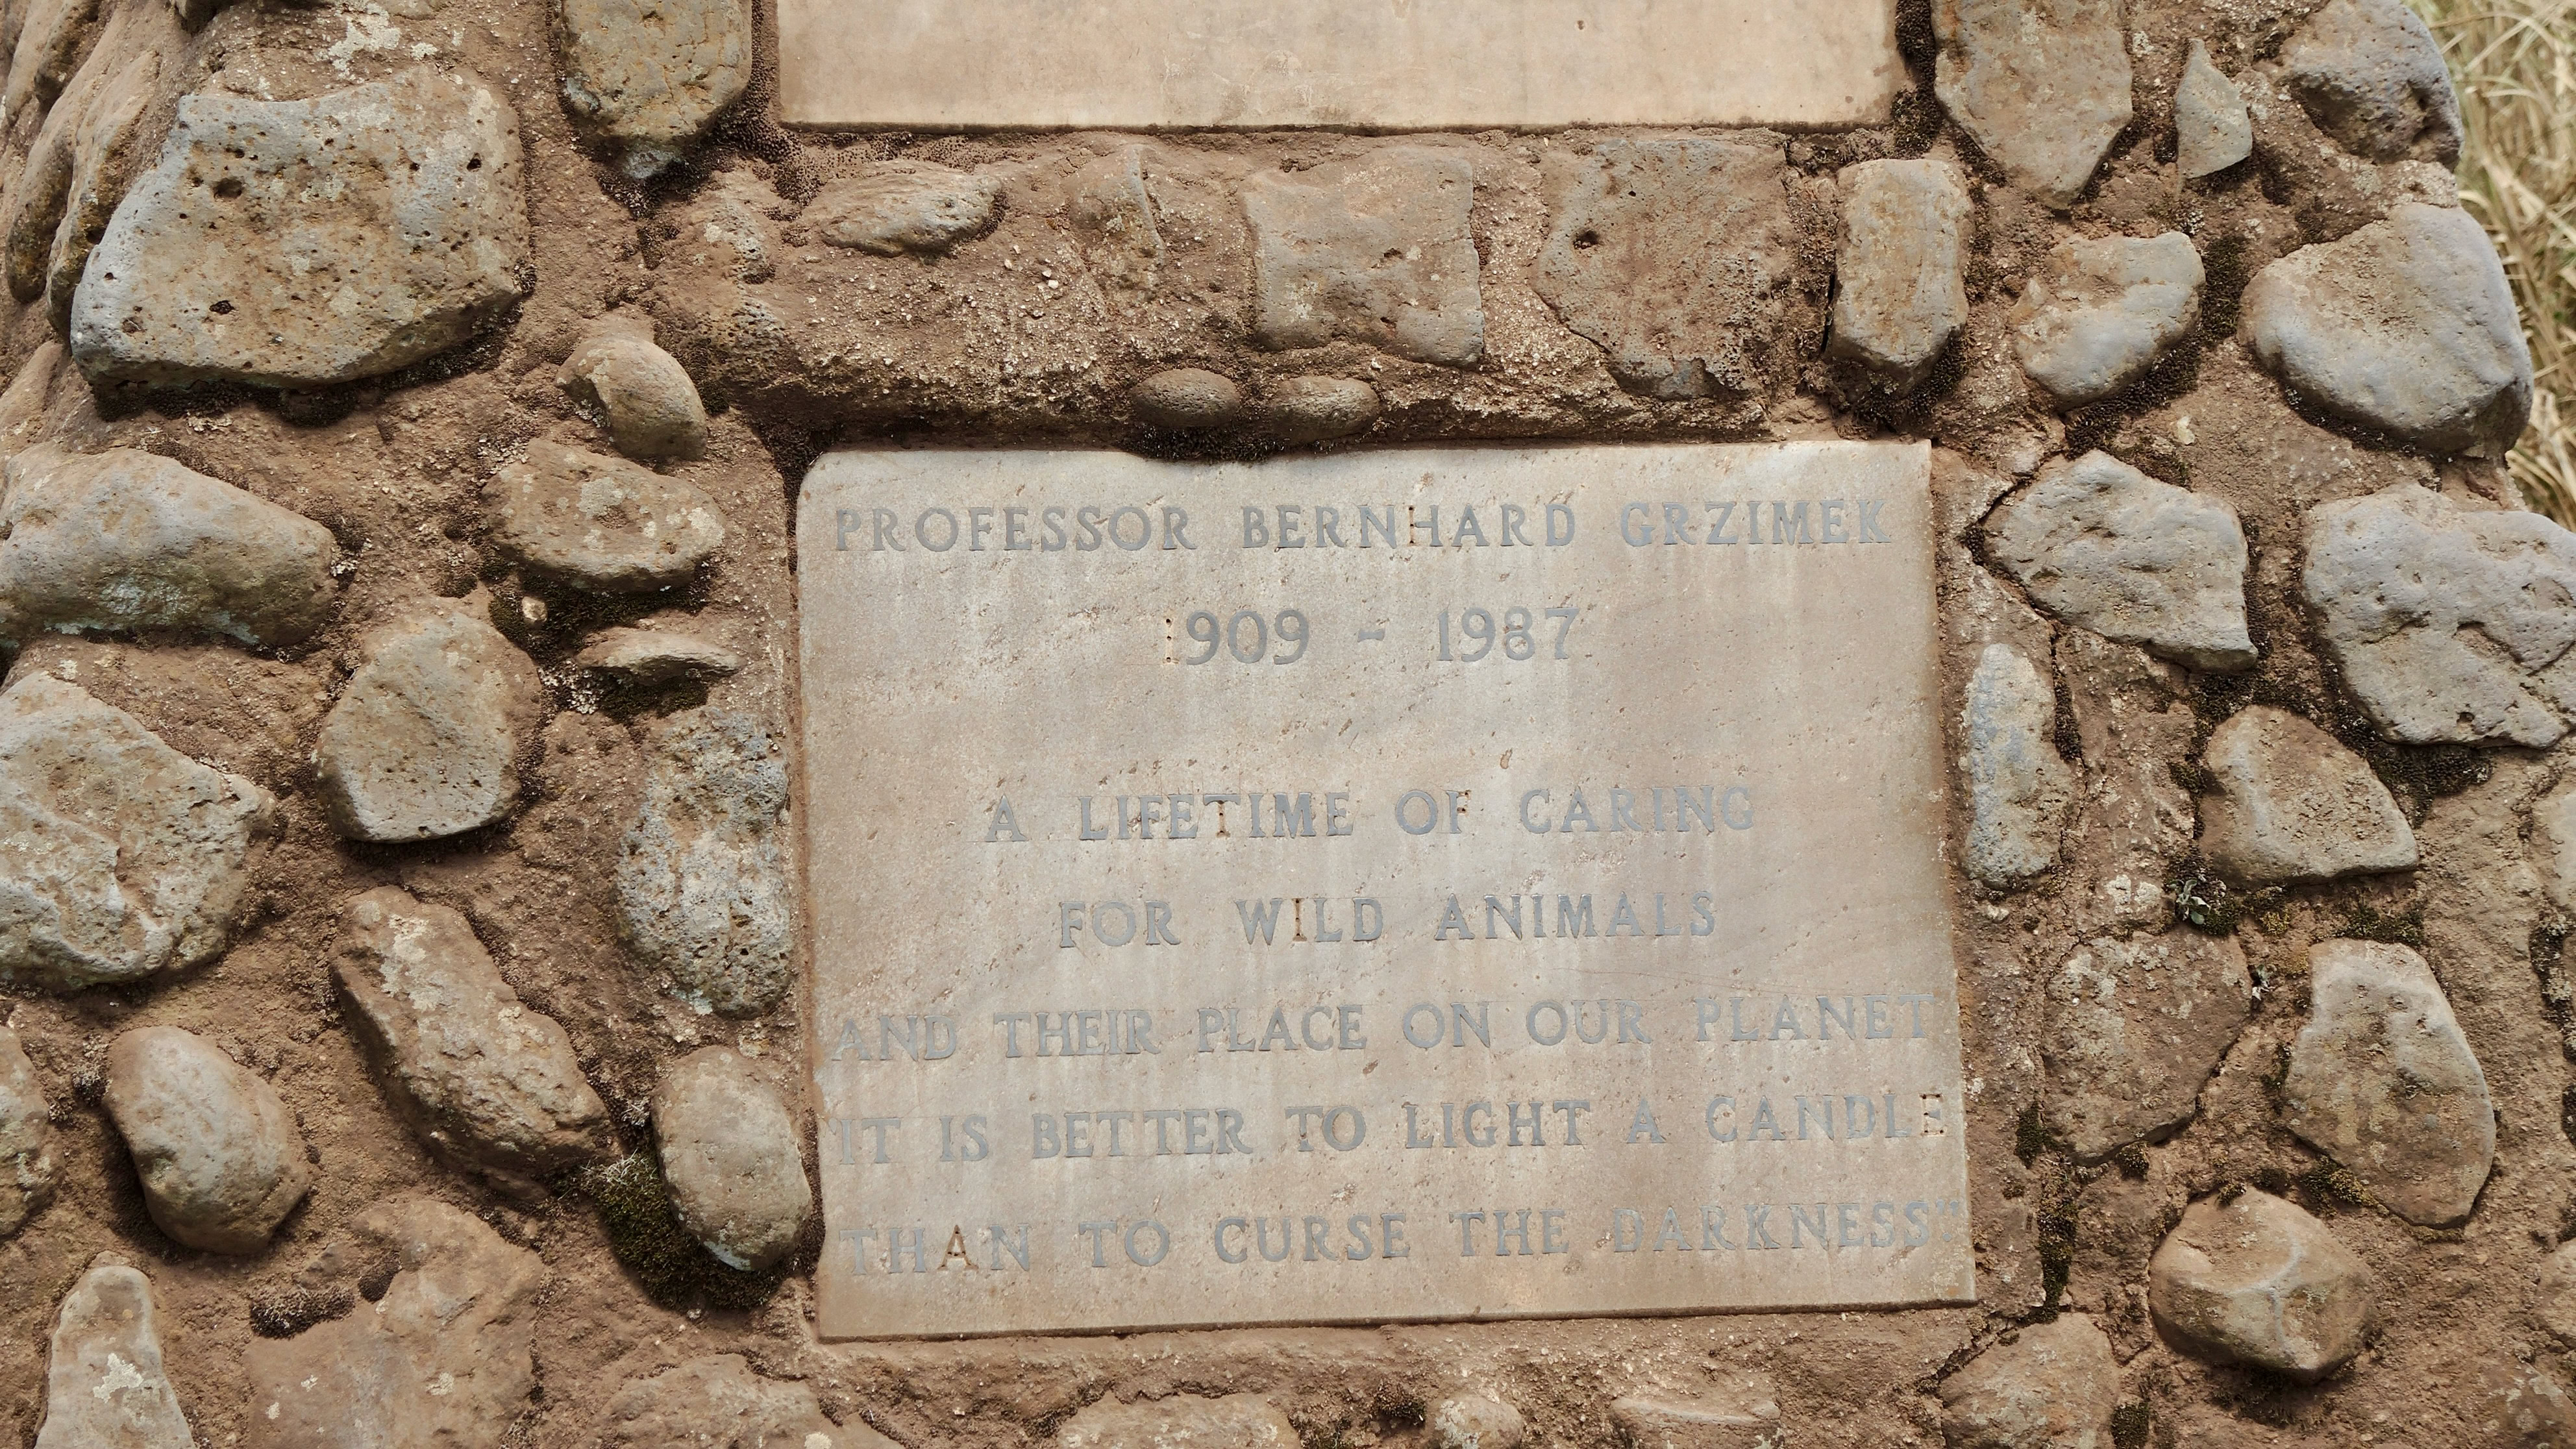 PROFESSOR BERNHARD GRZIMEK
1909 - 1987
A LIFETIME OF CARING
FOR WILD ANIMALS
AND THEIR PLACE ON OUR PLANET
"IT IS BETTER TO LIGHT A CANDLE
THAN TO CURSE THE DARKNESS"